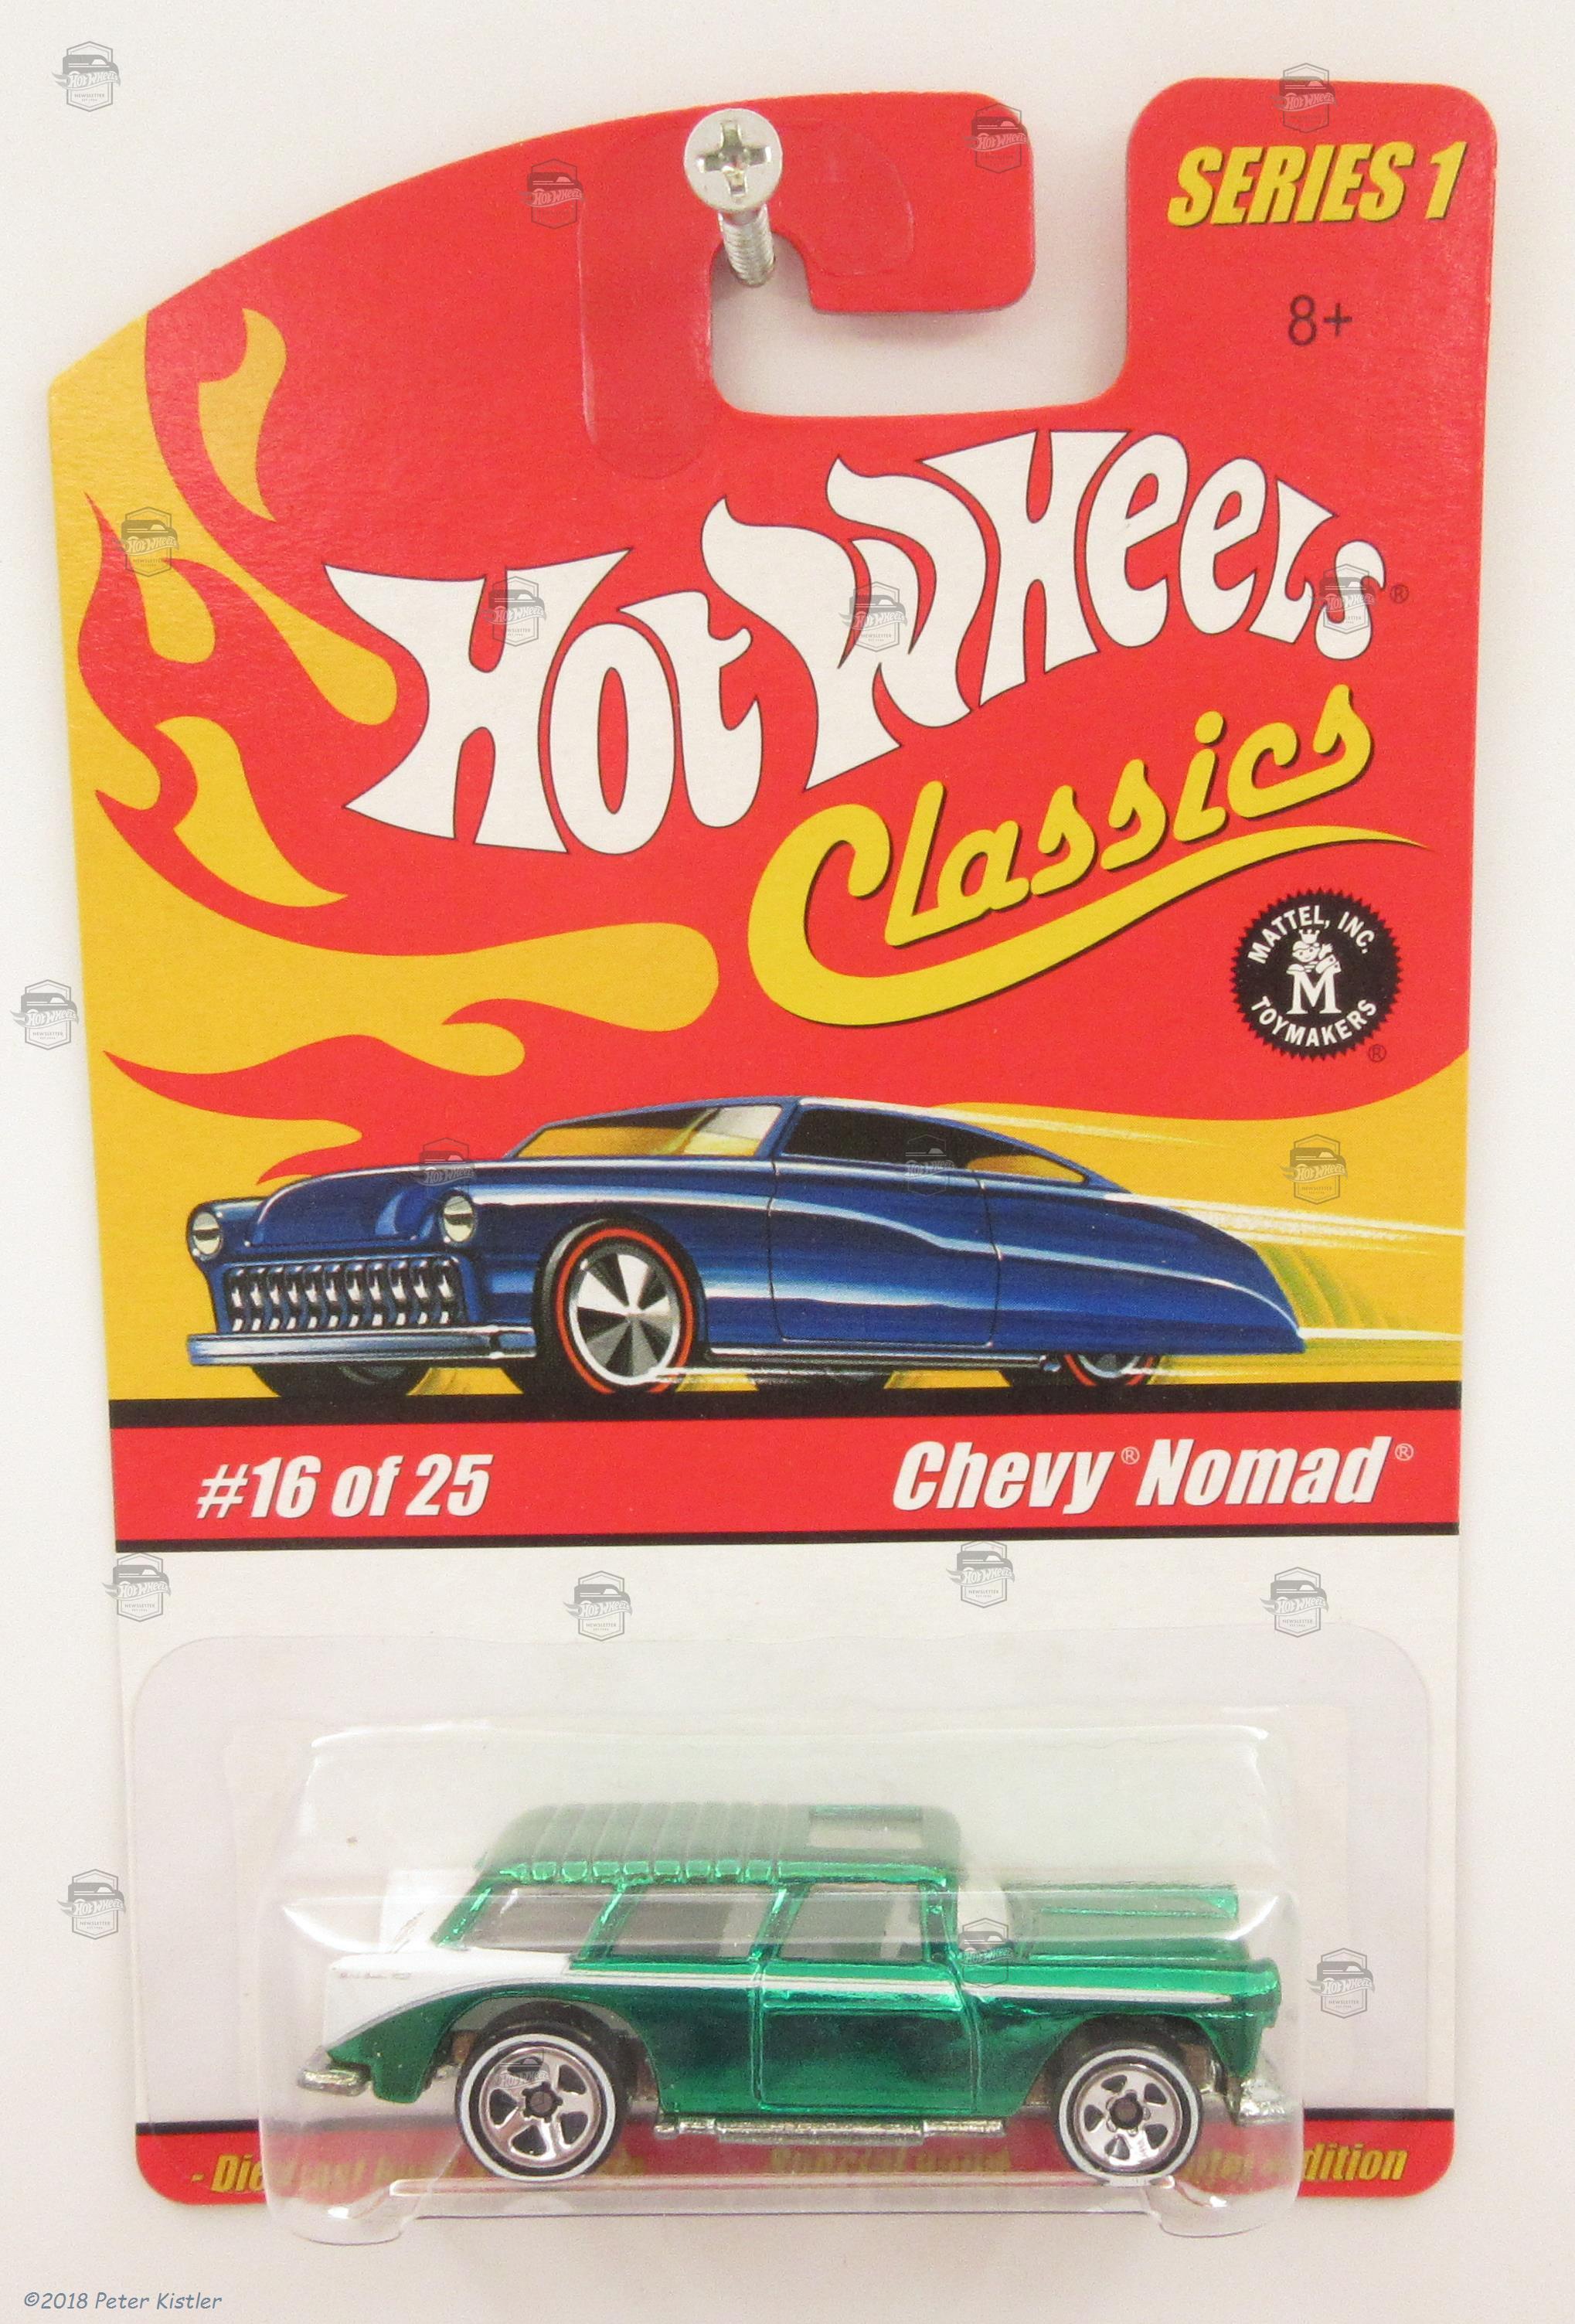 SERIES 1
8+
HOT WHEELS®
Classics
MATTEL, INC.
M
TOYMAKERS
®
#16 of 25
Chevy® Nomad®
©2018 Peter Kistler